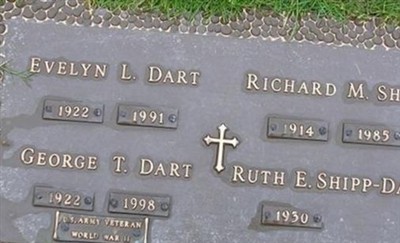 EVELYN L. DART
1922 1991
RICHARD M. SH
1914 1985
GEORGE T. DART
1922 1998
U.S. ARMY VETERAN
WORLD WAR II
RUTH E. SHIPP-DA
1930